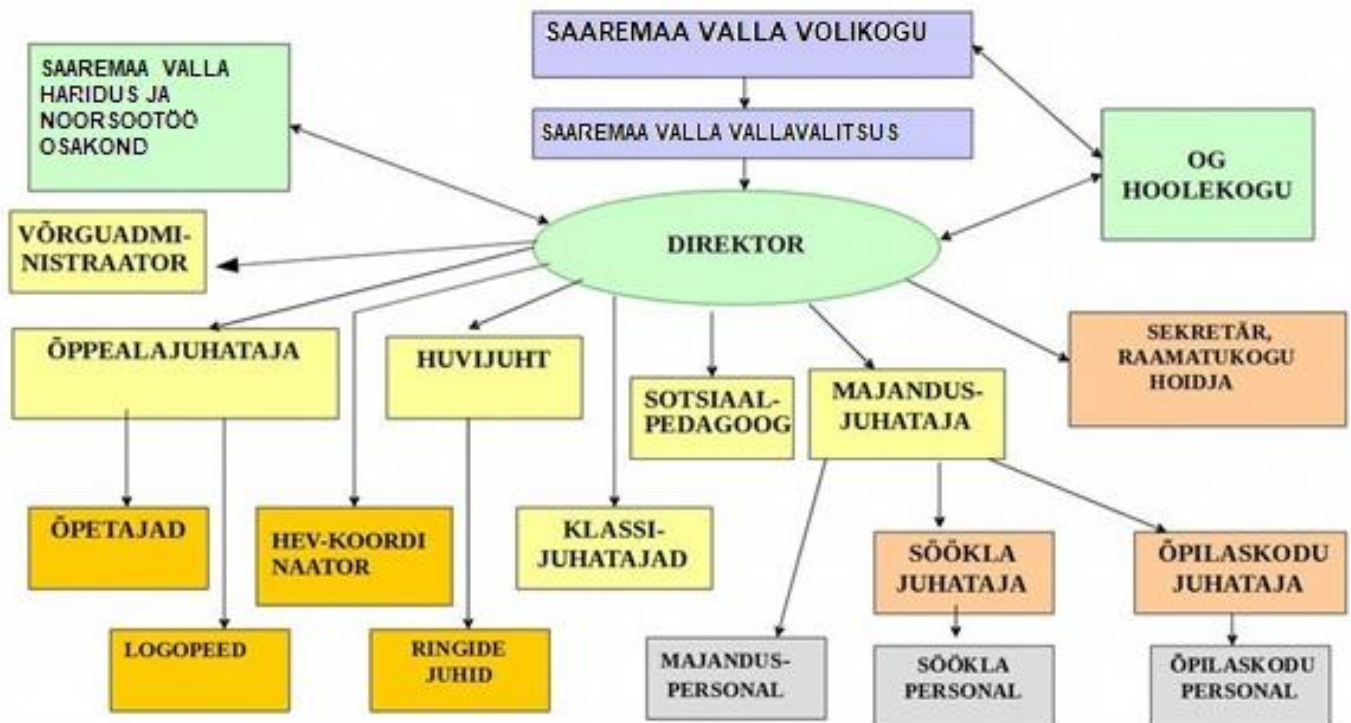 SAAREMAA VALLA VOLIKOGU
SAAREMAA VALLA
HARIDUS JA
NOORSOOTÖÖ
OSAKOND
SAAREMAA VALLA VALLAVALITSUS
OG
HOOLEKOGU
VÕRGUADMI-
NISTRAATOR
DIREKTOR
ÕPPEALAJUHATAJA
HUVIJUHT
SOTSIAAL-
PEDAGOOG
MAJANDUS-
JUHATAJA
SEKRETÄR,
RAAMATUKOGU
HOIDJA
ÕPETAJAD
HEV-KOORDI
NAATOR
KLASSI-
JUHATAJAD
SÖÖKLA
JUHATAJA
ÕPILASKODU
JUHATAJA
LOGOPEED
RINGIDE
JUHID
MAJANDUS-
PERSONAL
SÖÖKLA
PERSONAL
ÕPILASKODU
PERSONAL